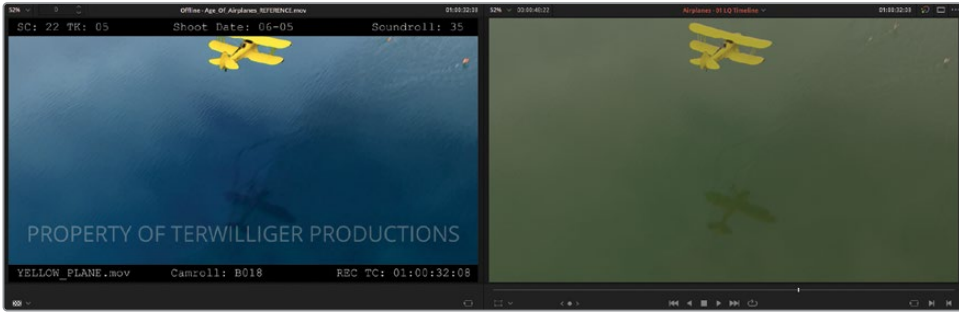 52% Offline - Age_Of_Airplanes_REFERENCE.mov 01:00:32:08
SC: 22 TK: 05 Shoot Date: 06-05 Soundroll: 35
PROPERTY OF TERWILLIGER PRODUCTIONS
YELLOW_PLANE.mov Camroll: B018 REC TC: 01:00:32:08
52% 00:00:40:22 Airplanes - 01 LQ Timeline 01:00:32:08